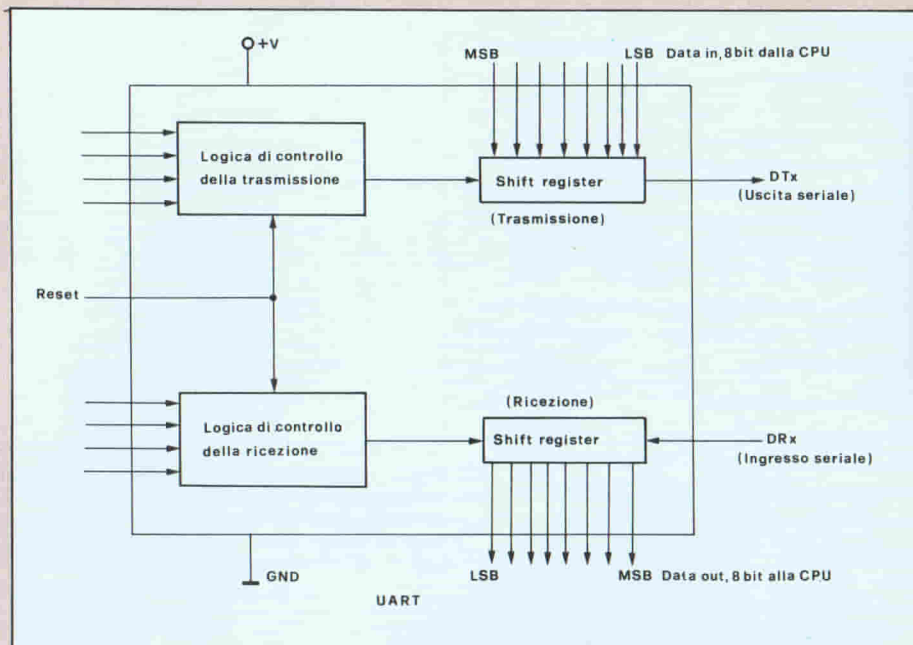 +V
MSB
LSB Data in, 8 bit dalla CPU
Logica di controllo
della trasmissione
Shift register
(Trasmissione)
DTx
(Uscita seriale)
Reset
(Ricezione)
Logica di controllo
della ricezione
Shift register
DRx
(Ingresso seriale)
GND
LSB
MSB Data out, 8 bit alla CPU
UART